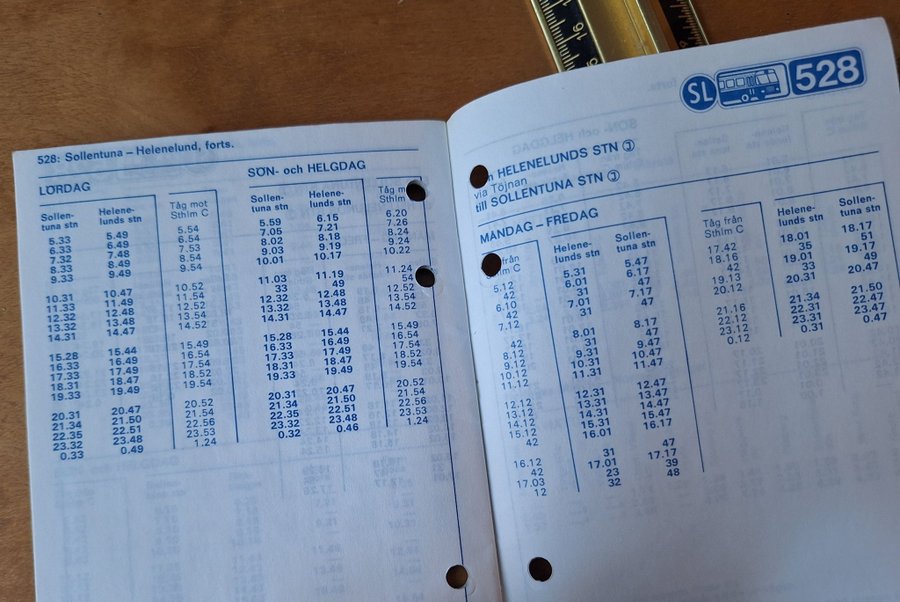 528: Sollentuna – Helenelund, forts.
LÖRDAG
Sollen- Helene- Tåg mot
tuna stn lunds stn Sthlm C
5.33 5.49 5.54
6.33 6.49 6.54
7.32 7.48 7.53
8.33 8.49 8.54
9.33 9.49 9.54
10.31 10.47 10.52
11.33 11.49 11.54
12.32 12.48 12.52
13.32 13.48 13.54
14.31 14.47 14.52
15.28 15.44 15.49
16.33 16.49 16.54
17.33 17.49 17.54
18.31 18.47 18.52
19.33 19.49 19.54
20.31 20.47 20.52
21.34 21.50 21.54
22.35 22.51 22.56
23.32 23.48 23.53
0.33 0.49 1.24
SÖN- och HELGDAG
Sollen- Helene- Tåg
tuna stn lunds stn Sthlm
5.59 6.15 6.20
7.05 7.21 7.26
8.02 8.18 8.24
9.03 9.19 9.24
10.01 10.17 10.22
11.03 11.19 11.24
33 49 54
12.32 12.48 12.52
13.32 13.48 13.54
14.31 14.47 14.52
15.28 15.44 15.49
16.33 16.49 16.54
17.33 17.49 17.54
18.31 18.47 18.52
19.33 19.49 19.54
20.31 20.47 20.52
21.34 21.50 21.54
22.35 22.51 22.56
23.32 23.48 23.53
0.32 0.46 1.24
SL 528
HELENELUNDS STN J
via Töjnan
till SOLLENTUNA STN J
MÅNDAG – FREDAG
från Helene- Sollen-
lm C lunds stn tuna stn
5.12 5.31 5.47
42 6.01 6.17
6.10 31 47
42 7.01 7.17
7.12 31 47
42 8.01 8.17
8.12 31 47
9.12 9.31 9.47
10.12 10.31 10.47
11.12 11.31 11.47
12.12 12.31 12.47
13.12 13.31 13.47
14.12 14.31 14.47
15.12 15.31 15.47
42 16.01 16.17
16.12 31 47
42 17.01 17.17
17.03 23 39
12 32 48
Tåg från Helene- Sollen-
Sthlm C lunds stn tuna stn
17.42 18.01 18.17
18.16 35 51
42 19.01 19.17
19.13 33 49
20.12 20.31 20.47
21.16 21.34 21.50
22.12 22.31 22.47
23.12 23.31 23.47
0.12 0.31 0.47